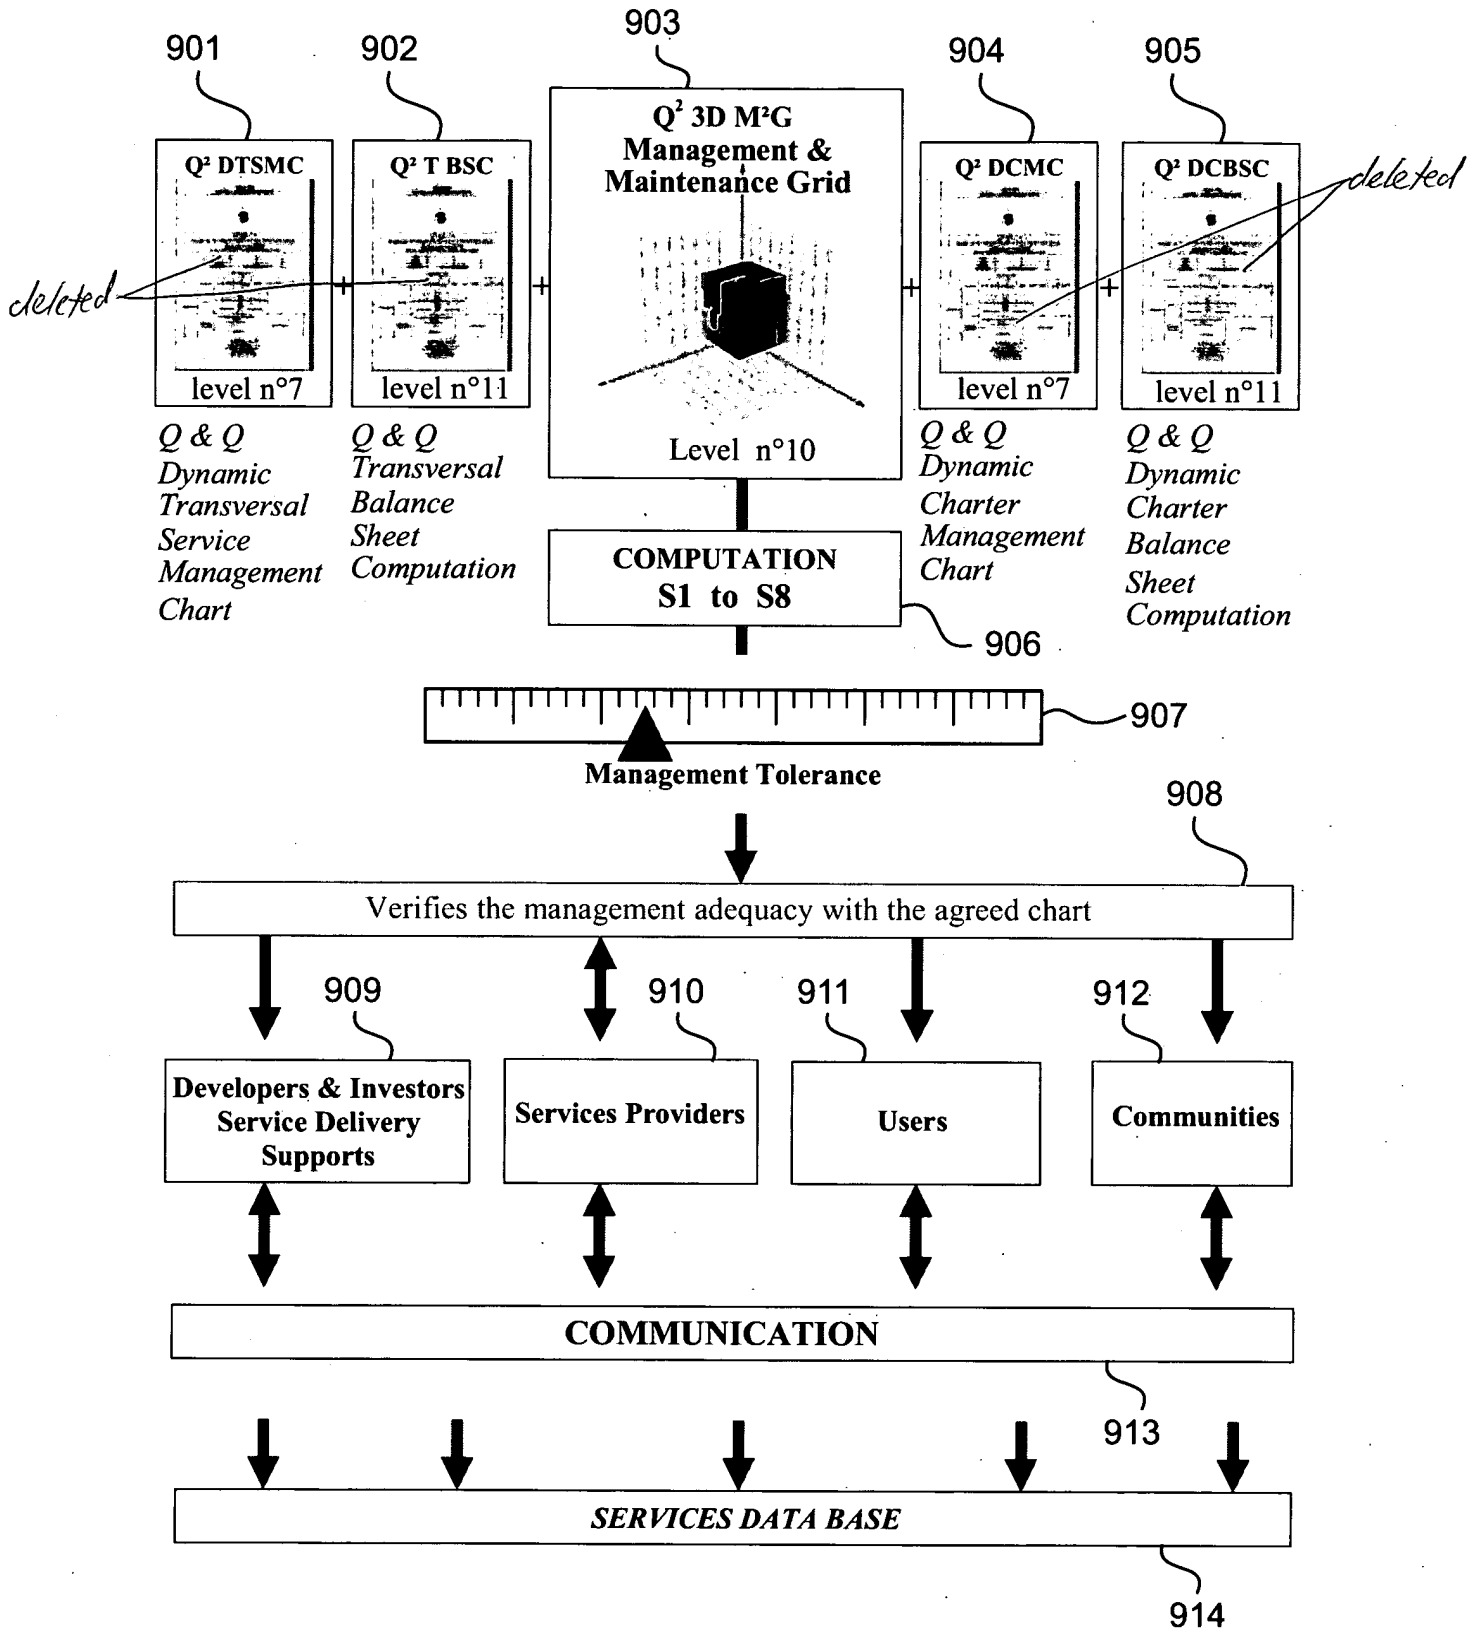 901
902
903
904
905
Q² DTSMC
level n°7
Q & Q
Dynamic
Transversal
Service
Management
Chart
Q² T BSC
level n°11
Q & Q
Transversal
Balance
Sheet
Computation
Q² 3D M²G
Management &
Maintenance Grid
Level n°10
Q² DCMC
level n°7
Q & Q
Dynamic
Charter
Management
Chart
Q² DCBSC
level n°11
Q & Q
Dynamic
Charter
Balance
Sheet
Computation
deleted
deleted
+
+
+
+
COMPUTATION
S1 to S8
906
907
Management Tolerance
908
Verifies the management adequacy with the agreed chart
909
910
911
912
Developers & Investors
Service Delivery
Supports
Services Providers
Users
Communities
COMMUNICATION
913
SERVICES DATA BASE
914